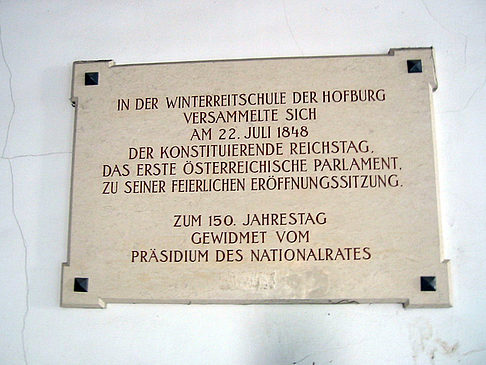 IN DER WINTERREITSCHULE DER HOFBURG
VERSAMMELTE SICH
AM 22. JULI 1848
DER KONSTITUIERENDE REICHSTAG,
DAS ERSTE ÖSTERREICHISCHE PARLAMENT,
ZU SEINER FEIERLICHEN ERÖFFNUNGSSITZUNG.
ZUM 150. JAHRESTAG
GEWIDMET VOM
PRÄSIDIUM DES NATIONALRATES